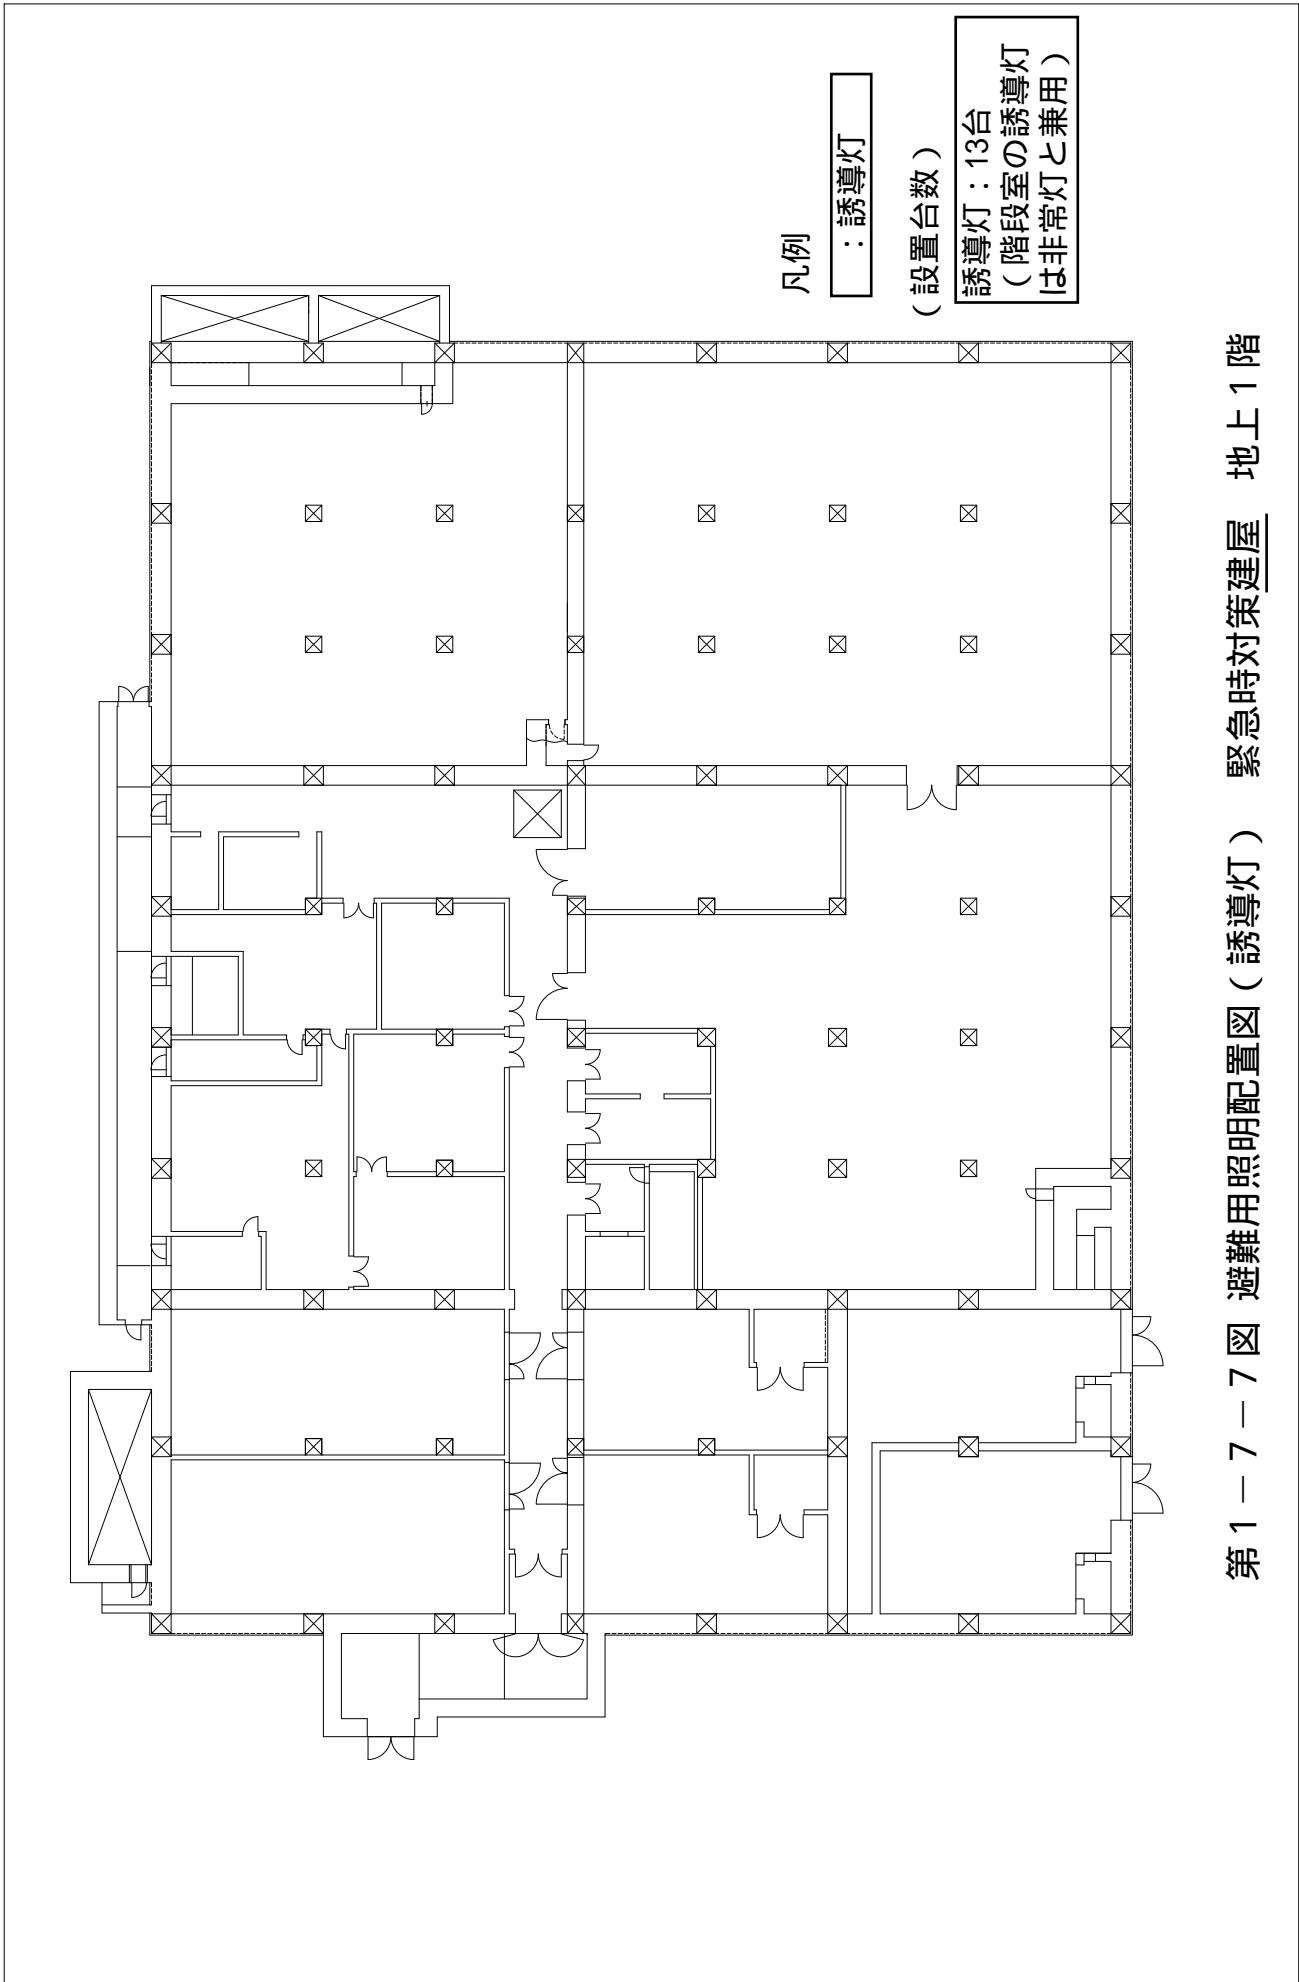 凡例
：誘導灯
（設置台数）
誘導灯：13台
（階段室の誘導灯
は非常灯と兼用）
第１－７－７図 避難用照明配置図（誘導灯）　緊急時対策建屋　地上１階